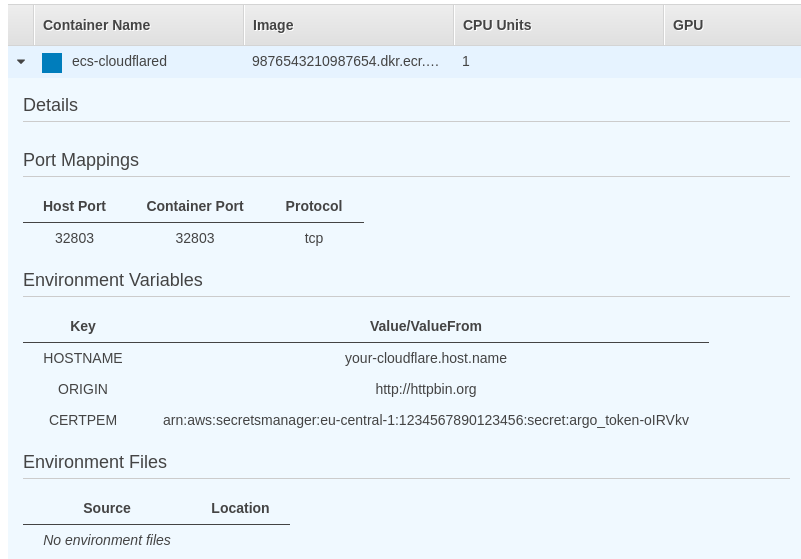 Container Name Image CPU Units GPU
ecs-cloudflared 9876543210987654.dkr.ecr.… 1
Details
Port Mappings
Host Port Container Port Protocol
32803 32803 tcp
Environment Variables
Key Value/ValueFrom
HOSTNAME your-cloudflare.host.name
ORIGIN http://httpbin.org
CERTPEM arn:aws:secretsmanager:eu-central-1:1234567890123456:secret:argo_token-oIRVkv
Environment Files
Source Location
No environment files